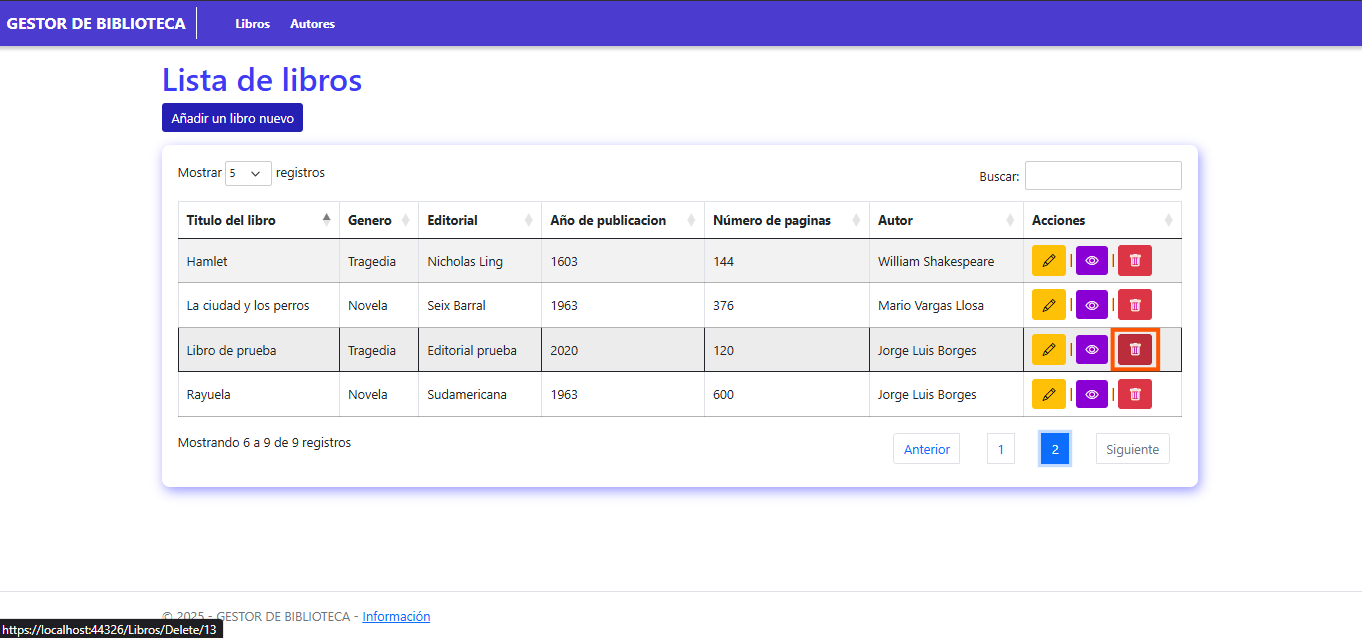 GESTOR DE BIBLIOTECA Libros Autores
Lista de libros
Añadir un libro nuevo
Mostrar 5 registros Buscar:
Titulo del libro Genero Editorial Año de publicacion Número de paginas Autor Acciones
Hamlet Tragedia Nicholas Ling 1603 144 William Shakespeare | |
La ciudad y los perros Novela Seix Barral 1963 376 Mario Vargas Llosa | |
Libro de prueba Tragedia Editorial prueba 2020 120 Jorge Luis Borges | |
Rayuela Novela Sudamericana 1963 600 Jorge Luis Borges | |
Mostrando 6 a 9 de 9 registros Anterior 1 2 Siguiente
© 2025 - GESTOR DE BIBLIOTECA - Información
https://localhost:44326/Libros/Delete/13